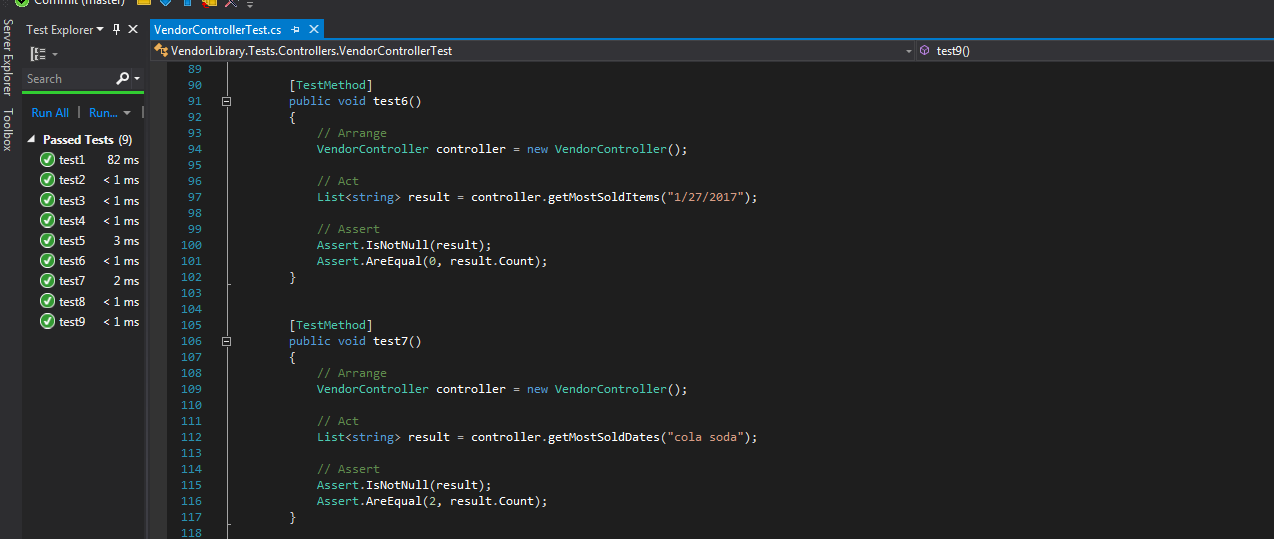 Commit (master)
Server Explorer
Toolbox
Test Explorer
Search
Run All | Run...
Passed Tests (9)
test1 82 ms
test2 < 1 ms
test3 < 1 ms
test4 < 1 ms
test5 3 ms
test6 < 1 ms
test7 2 ms
test8 < 1 ms
test9 < 1 ms
VendorControllerTest.cs
VendorLibrary.Tests.Controllers.VendorControllerTest
test9()
89
90 [TestMethod]
91 public void test6()
92 {
93 // Arrange
94 VendorController controller = new VendorController();
95
96 // Act
97 List<string> result = controller.getMostSoldItems("1/27/2017");
98
99 // Assert
100 Assert.IsNotNull(result);
101 Assert.AreEqual(0, result.Count);
102 }
103
104
105 [TestMethod]
106 public void test7()
107 {
108 // Arrange
109 VendorController controller = new VendorController();
110
111 // Act
112 List<string> result = controller.getMostSoldDates("cola soda");
113
114 // Assert
115 Assert.IsNotNull(result);
116 Assert.AreEqual(2, result.Count);
117 }
118